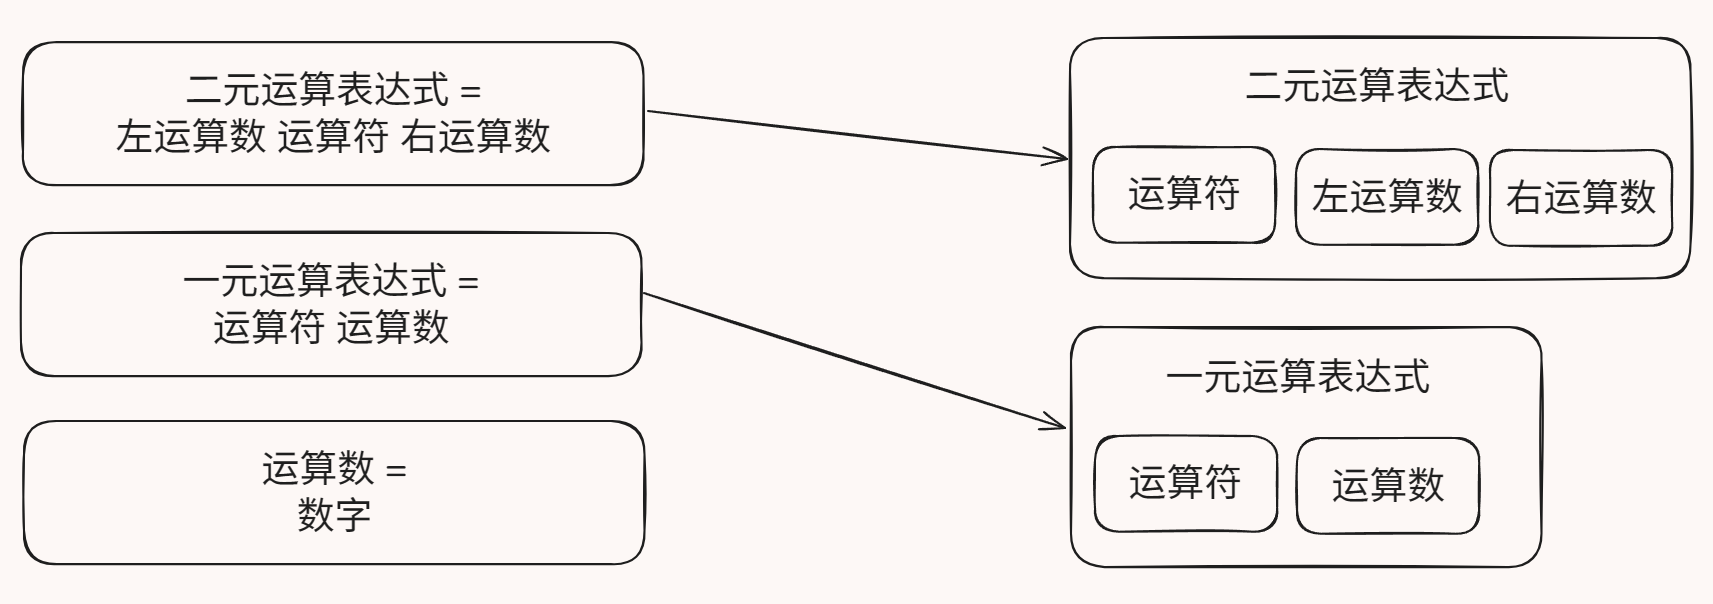 二元运算表达式 =
左运算数 运算符 右运算数
一元运算表达式 =
运算符 运算数
运算数 =
数字
二元运算表达式
运算符
左运算数
右运算数
一元运算表达式
运算符
运算数